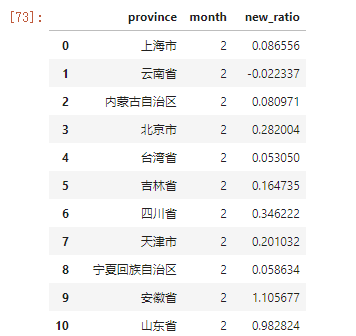 [73]:
province month new_ratio
0 上海市 2 0.086556
1 云南省 2 -0.022337
2 内蒙古自治区 2 0.080971
3 北京市 2 0.282004
4 台湾省 2 0.053050
5 吉林省 2 0.164735
6 四川省 2 0.346222
7 天津市 2 0.201032
8 宁夏回族自治区 2 0.058634
9 安徽省 2 1.105677
10 山东省 2 0.982824